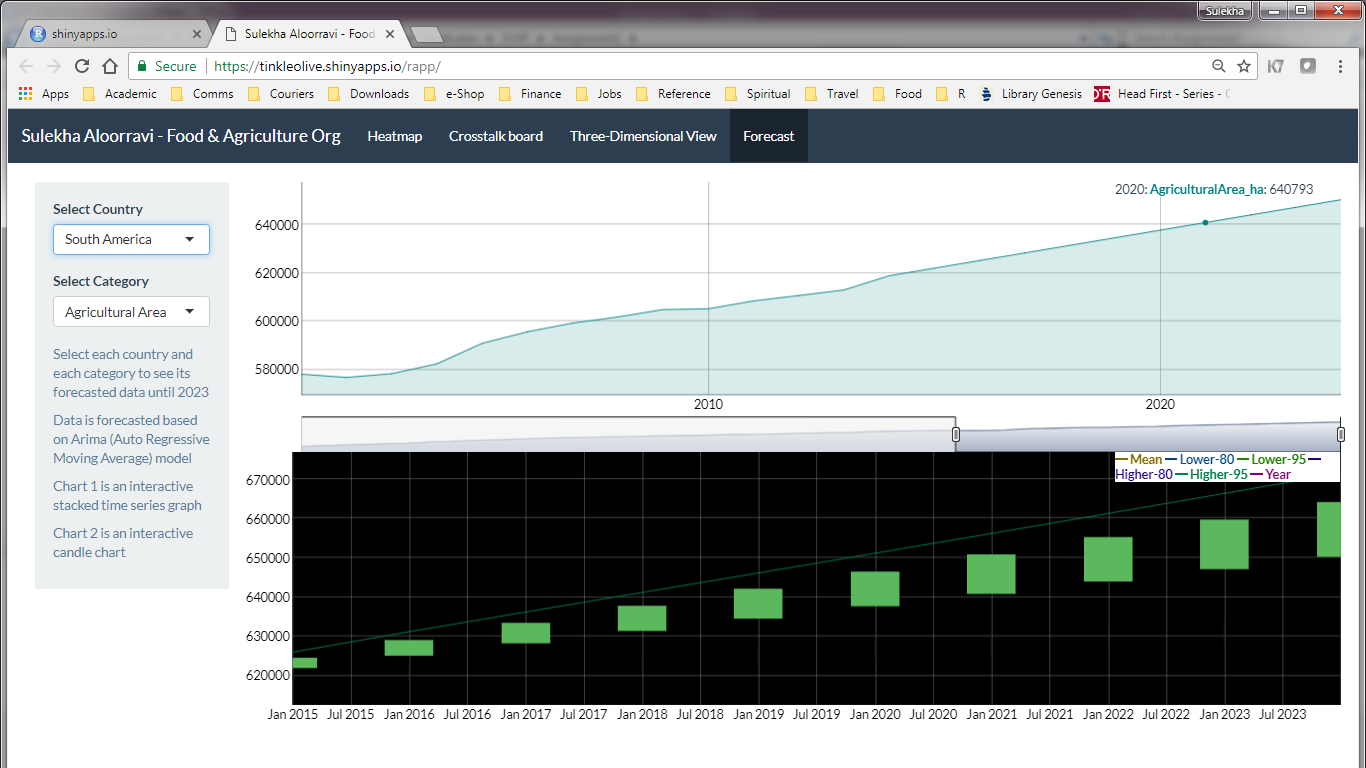 Sulekha
shinyapps.io
Sulekha Aloorravi - Food
Secure
https://tinkleolive.shinyapps.io/rapp/
K7
Apps Academic Comms Couriers Downloads e-Shop Finance Jobs Reference Spiritual Travel Food R Library Genesis Head First - Series -
Sulekha Aloorravi - Food & Agriculture Org Heatmap Crosstalk board Three-Dimensional View Forecast
Select Country
South America
Select Category
Agricultural Area
Select each country and
each category to see its
forecasted data until 2023
Data is forecasted based
on Arima (Auto Regressive
Moving Average) model
Chart 1 is an interactive
stacked time series graph
Chart 2 is an interactive
candle chart
2020: AgriculturalArea_ha: 640793
640000
620000
600000
580000
2010 2020
Mean Lower-80 Lower-95
Higher-80 Higher-95 Year
670000
660000
650000
640000
630000
620000
Jan 2015 Jul 2015 Jan 2016 Jul 2016 Jan 2017 Jul 2017 Jan 2018 Jul 2018 Jan 2019 Jul 2019 Jan 2020 Jul 2020 Jan 2021 Jul 2021 Jan 2022 Jul 2022 Jan 2023 Jul 2023